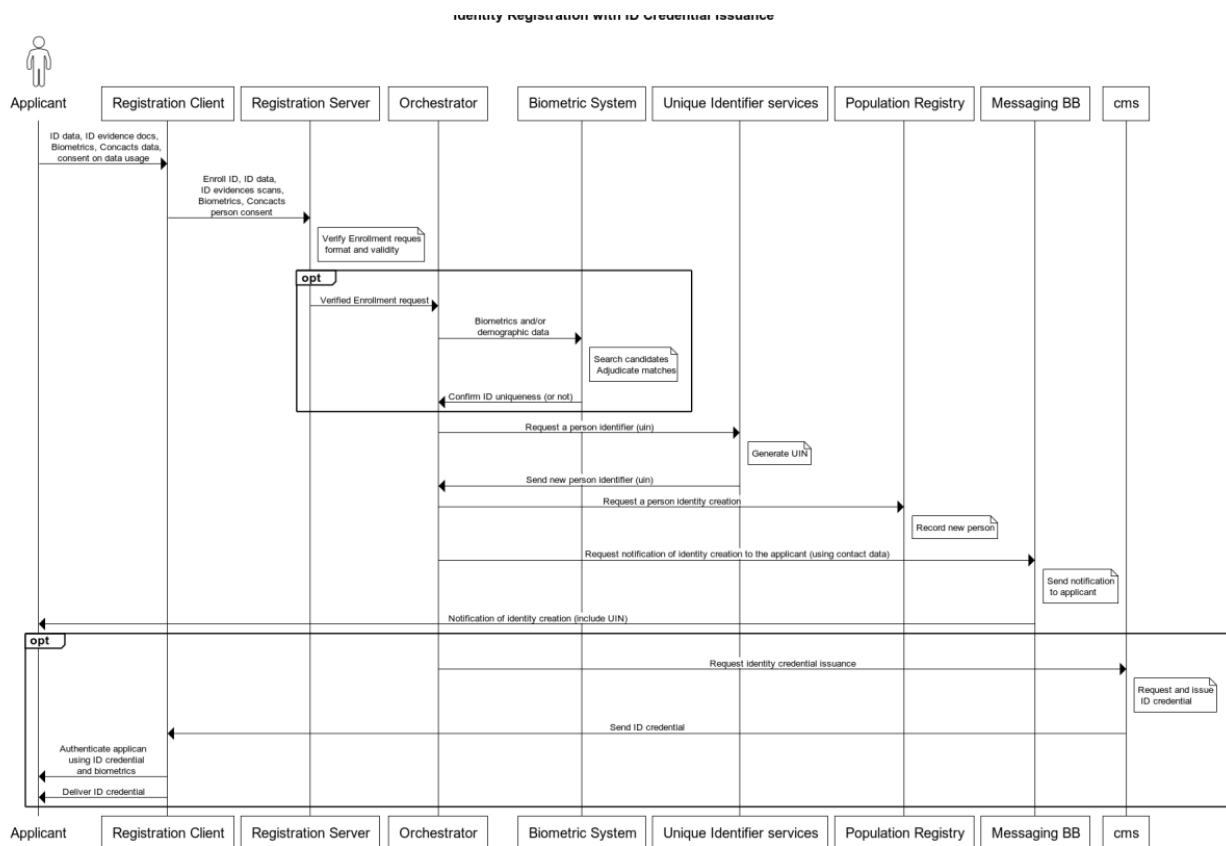 Identity Registration with ID Credential Issuance
Applicant
Registration Client
Registration Server
Orchestrator
Biometric System
Unique Identifier services
Population Registry
Messaging BB
cms
ID data, ID evidence docs,
Biometrics, Concacts data,
consent on data usage
Enroll ID, ID data,
ID evidences scans,
Biometrics, Concacts
person consent
Verify Enrollment reques
format and validity
opt
Verified Enrollment request
Biometrics and/or
demographic data
Search candidates
Adjudicate matches
Confirm ID uniqueness (or not)
Request a person identifier (uin)
Generate UIN
Send new person identifier (uin)
Request a person identity creation
Record new person
Request notification of identity creation to the applicant (using contact data)
Send notification
to applicant
Notification of identity creation (include UIN)
opt
Request identity credential issuance
Request and issue
ID credential
Send ID credential
Authenticate applican
using ID credential
and biometrics
Deliver ID credential
Applicant
Registration Client
Registration Server
Orchestrator
Biometric System
Unique Identifier services
Population Registry
Messaging BB
cms